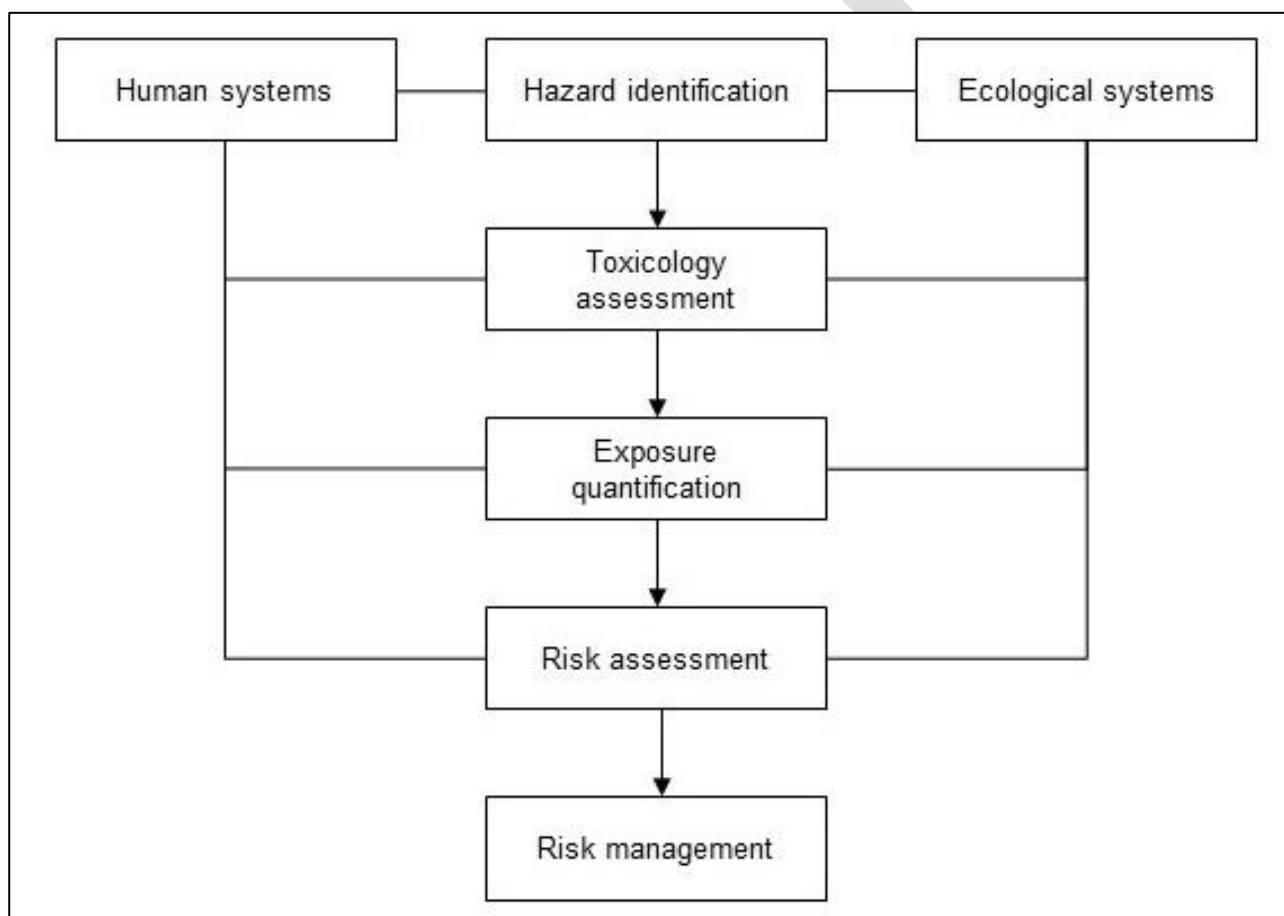 Human systems
Hazard identification
Ecological systems
Toxicology
assessment
Exposure
quantification
Risk assessment
Risk management